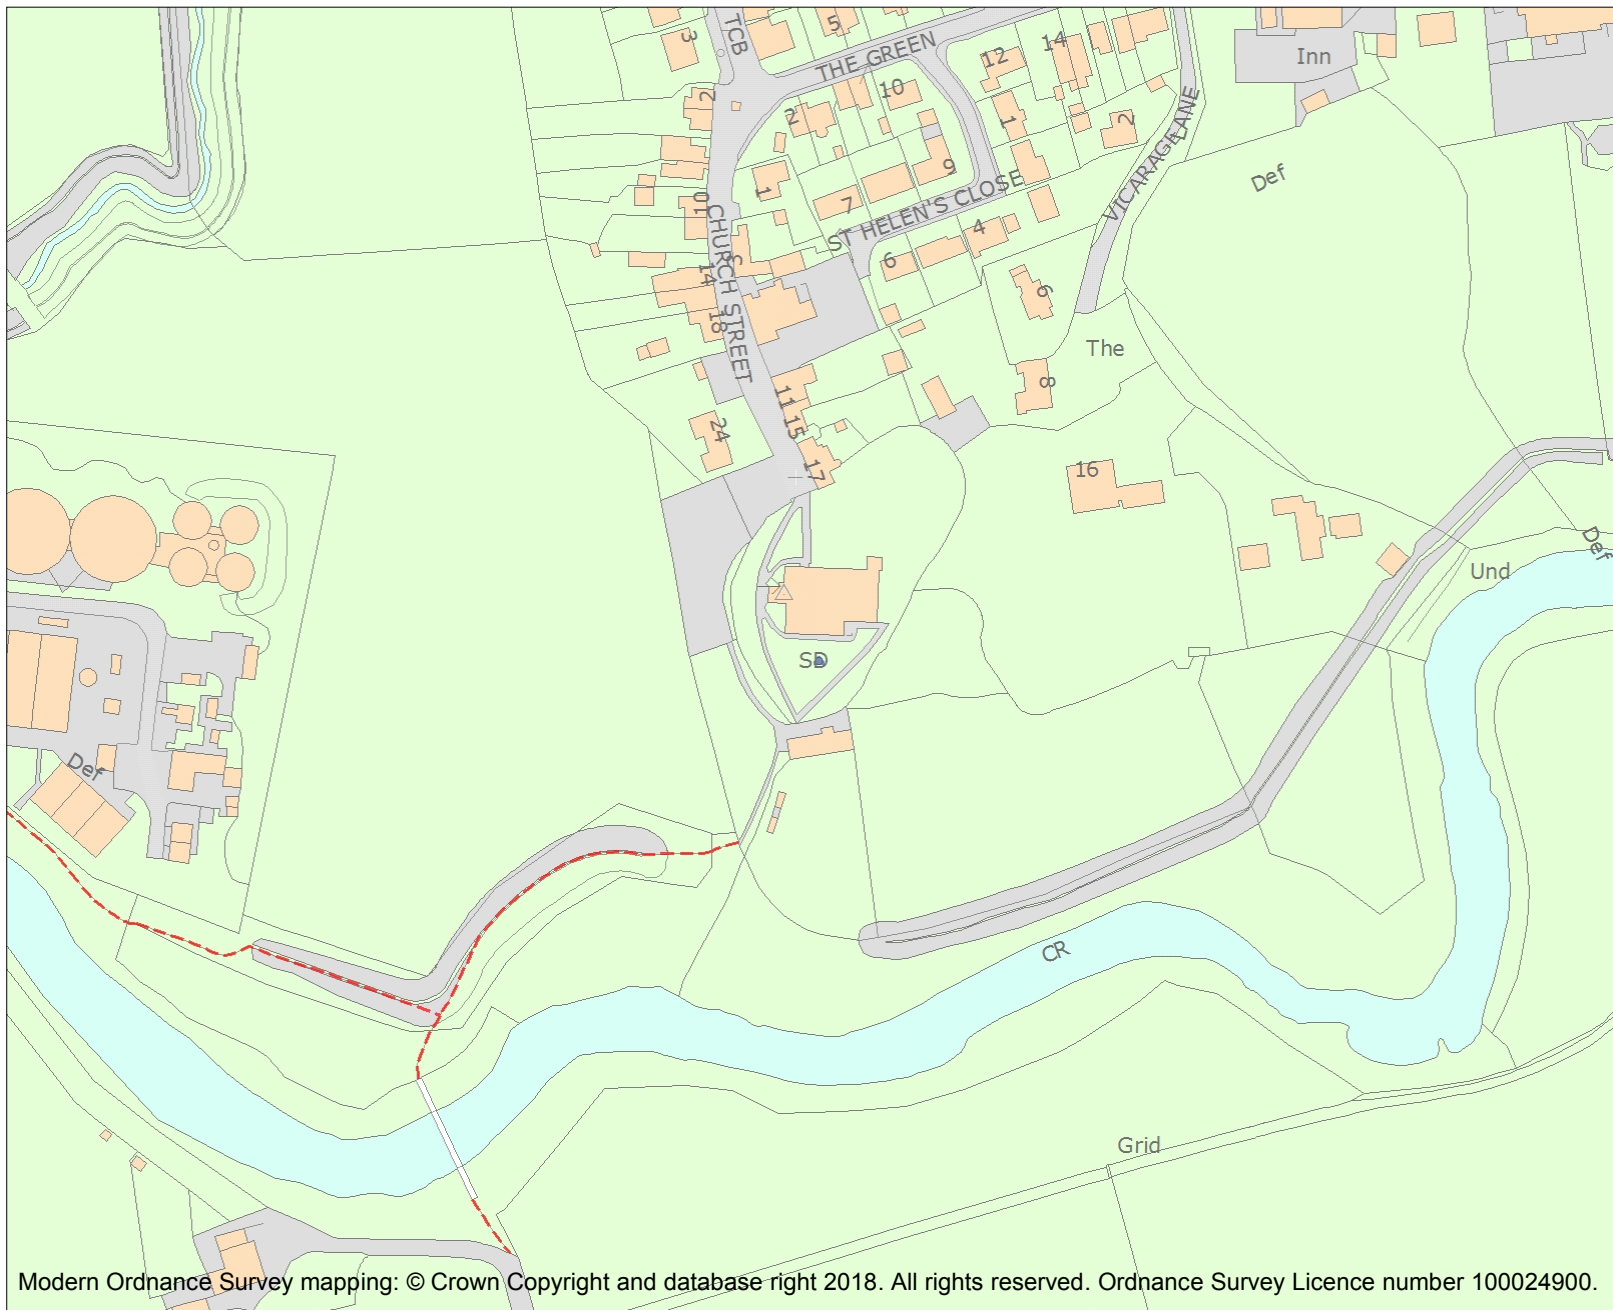 TCB
3
5
THE GREEN
12
14
Inn
2
10
2
1
2
VICARAGE LANE
9
Def
1
7
ST HELEN'S CLOSE
10
CHURCH STREET
4
6
14
18
9
The
8
11
15
24
17
16
Def
Und
SD
Def
CR
Grid
Modern Ordnance Survey mapping: © Crown Copyright and database right 2018. All rights reserved. Ordnance Survey Licence number 100024900.